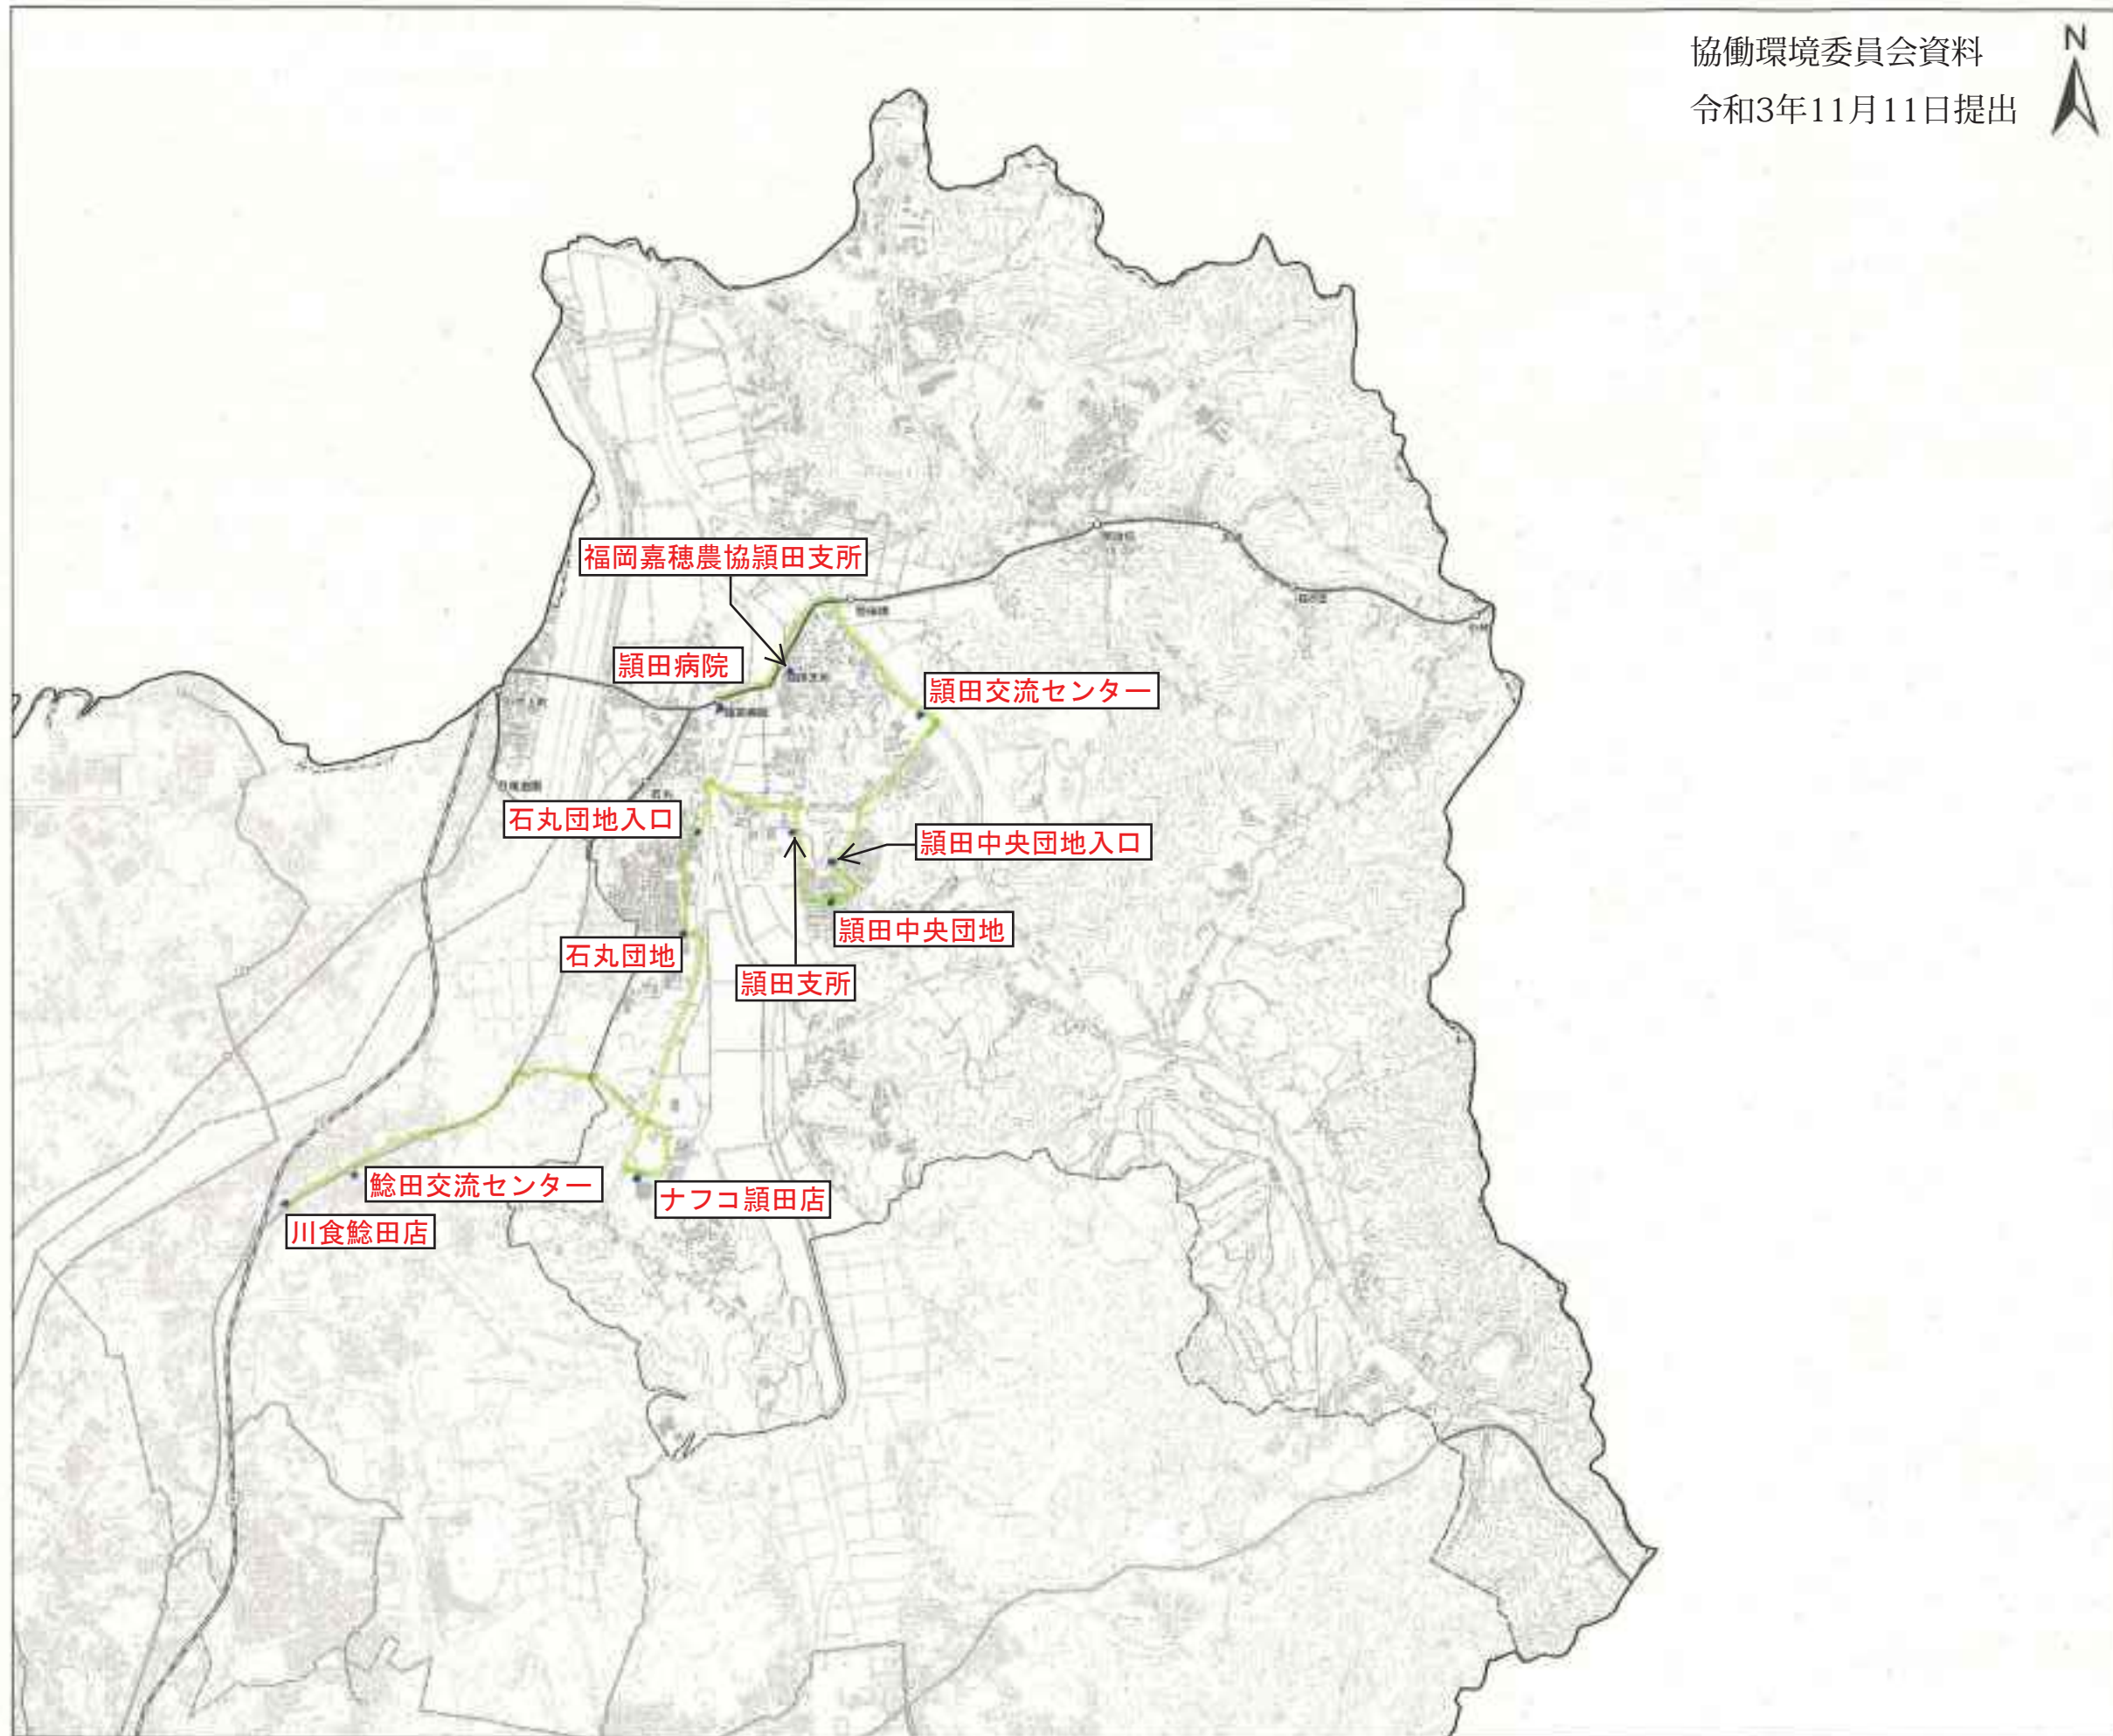 協働環境委員会資料
令和3年11月11日提出
N
福岡嘉穂農協頴田支所
頴田病院
頴田交流センター
石丸団地入口
頴田中央団地入口
頴田中央団地
石丸団地
頴田支所
鯰田交流センター
ナフコ頴田店
川食鯰田店